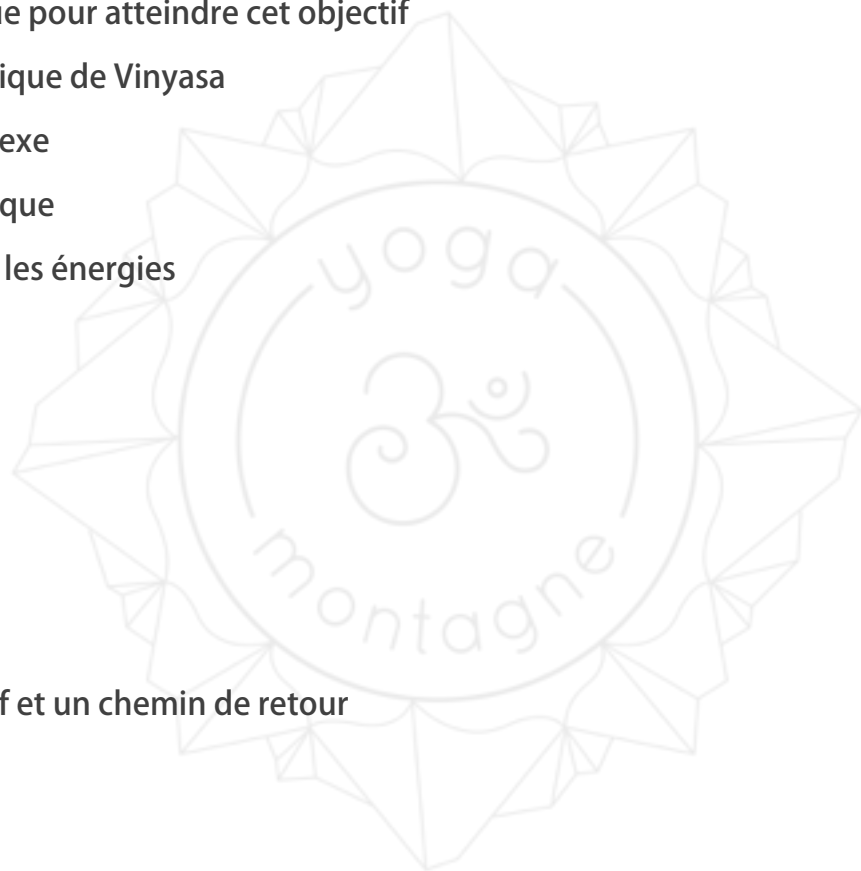 ue pour atteindre cet objectif
ique de Vinyasa
exe
que
les énergies
yoga
montagne
f et un chemin de retour